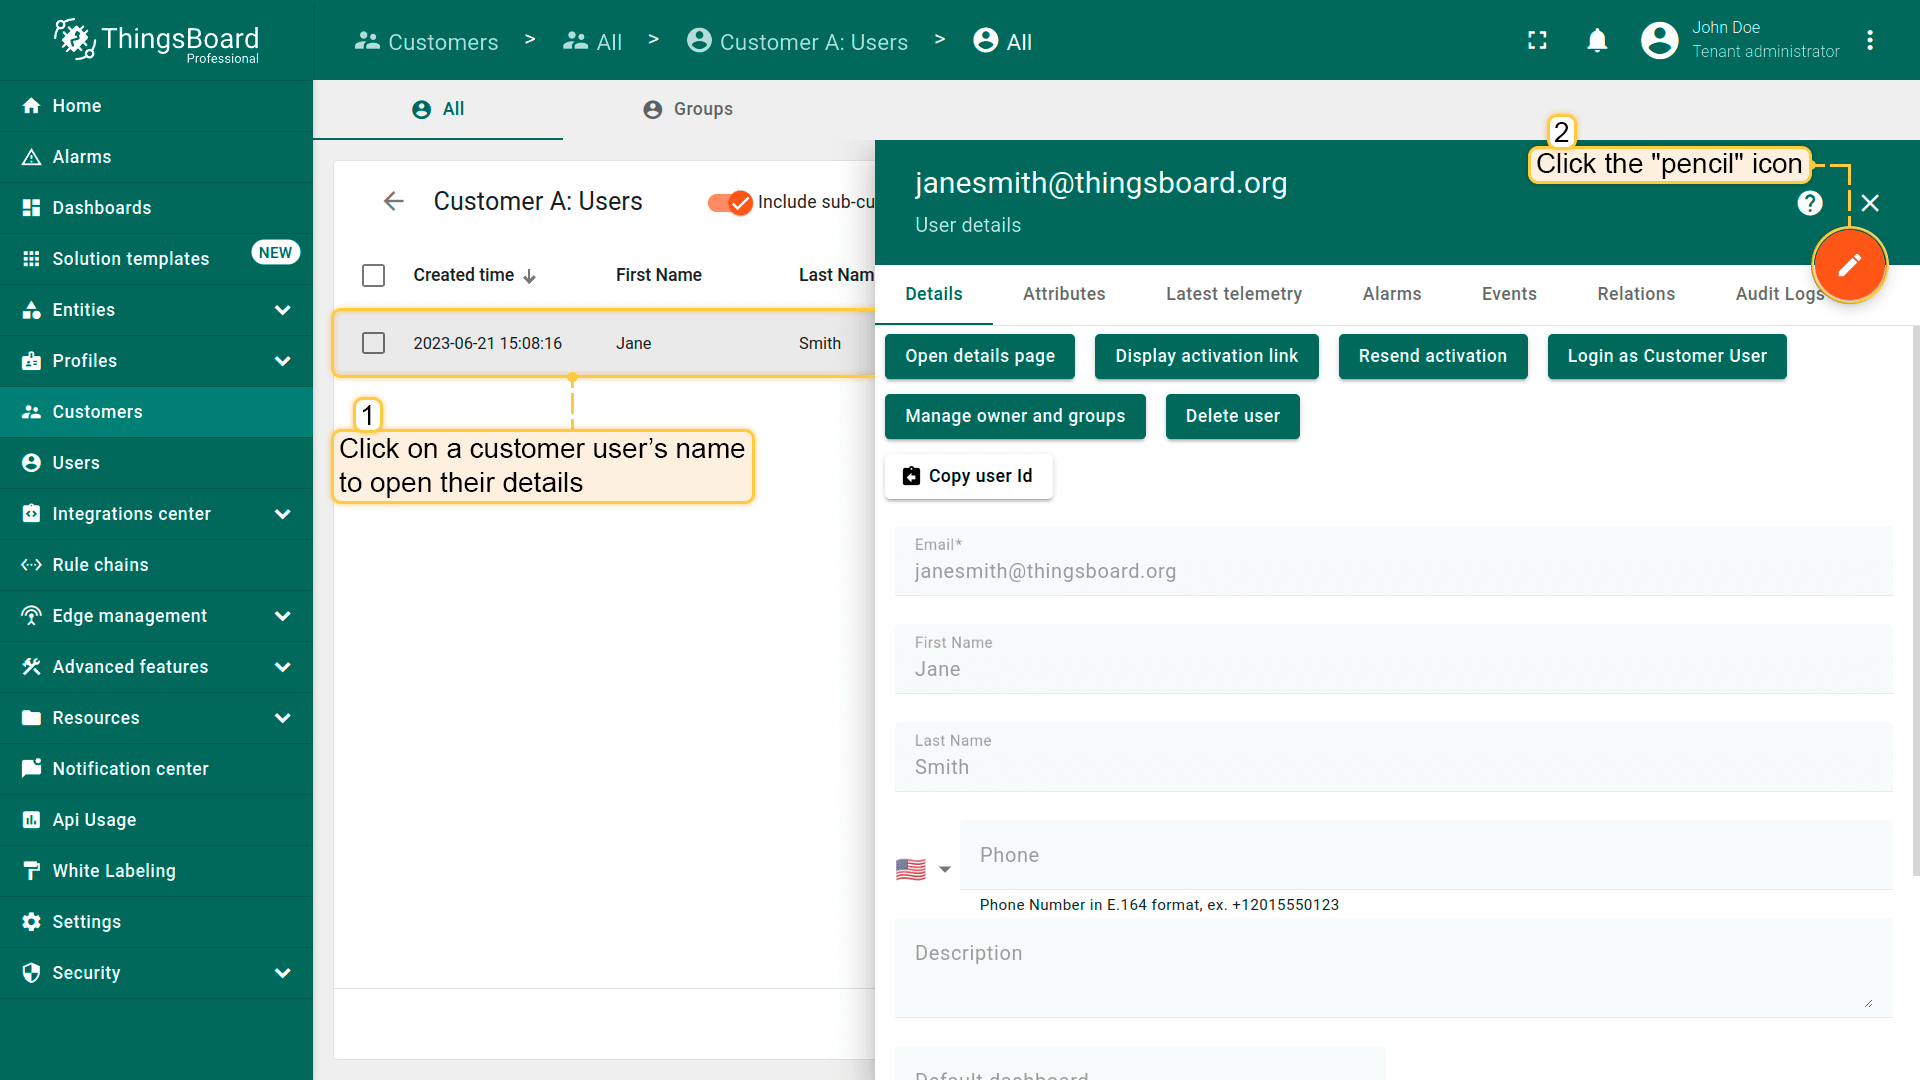 ThingsBoard
Professional
Customers > All > Customer A: Users > All
John Doe
Tenant administrator
Home
Alarms
Dashboards
Solution templates NEW
Entities
Profiles
Customers
Users
Integrations center
Rule chains
Edge management
Advanced features
Resources
Notification center
Api Usage
White Labeling
Settings
Security
All Groups
Customer A: Users Include sub-cu
Created time First Name Last Nam
2023-06-21 15:08:16 Jane Smith
1
Click on a customer user’s name
to open their details
2
Click the "pencil" icon
janesmith@thingsboard.org
User details
?
Details Attributes Latest telemetry Alarms Events Relations Audit Logs
Open details page Display activation link Resend activation Login as Customer User
Manage owner and groups Delete user
Copy user Id
Email*
janesmith@thingsboard.org
First Name
Jane
Last Name
Smith
Phone
Phone Number in E.164 format, ex. +12015550123
Description
Default dashboard